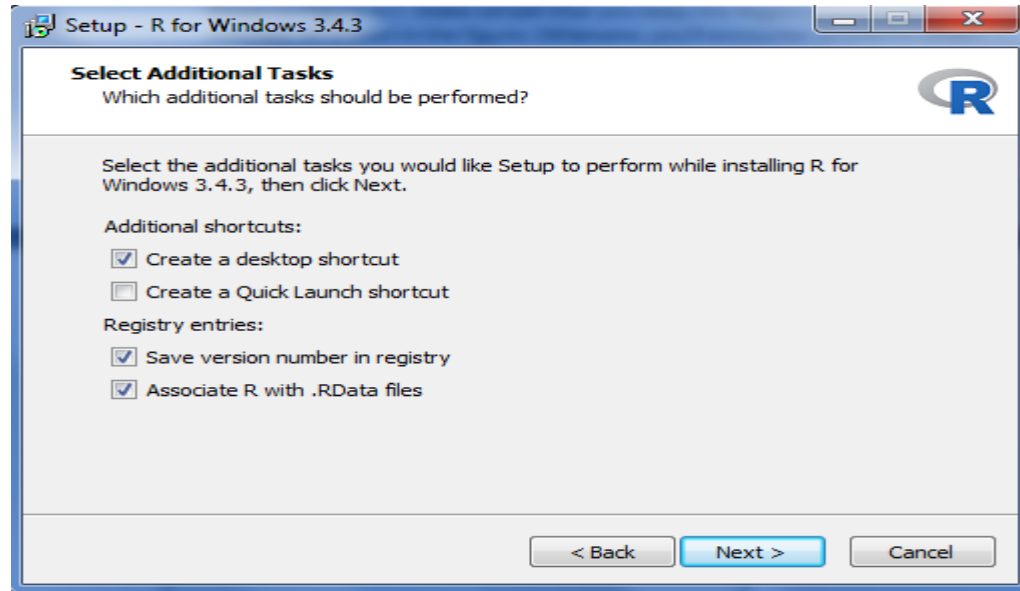 Setup - R for Windows 3.4.3
Select Additional Tasks
Which additional tasks should be performed?
R
Select the additional tasks you would like Setup to perform while installing R for
Windows 3.4.3, then click Next.
Additional shortcuts:
Create a desktop shortcut
Create a Quick Launch shortcut
Registry entries:
Save version number in registry
Associate R with .RData files
< Back Next > Cancel